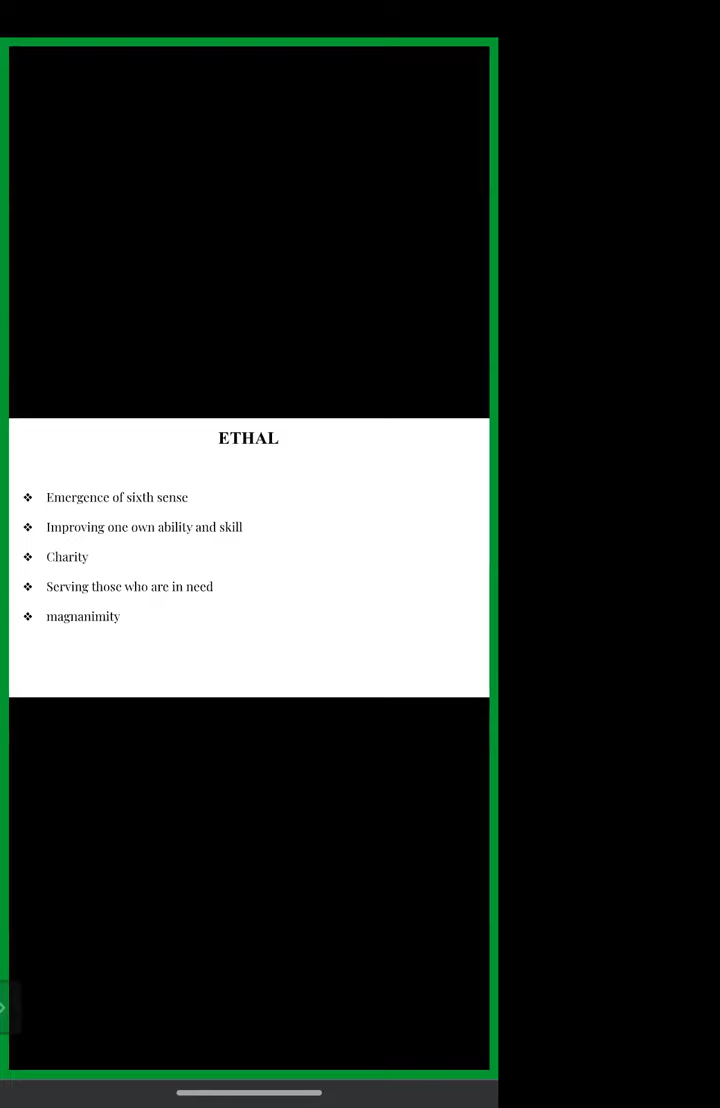 ETHAL
❖ Emergence of sixth sense
❖ Improving one own ability and skill
❖ Charity
❖ Serving those who are in need
❖ magnanimity